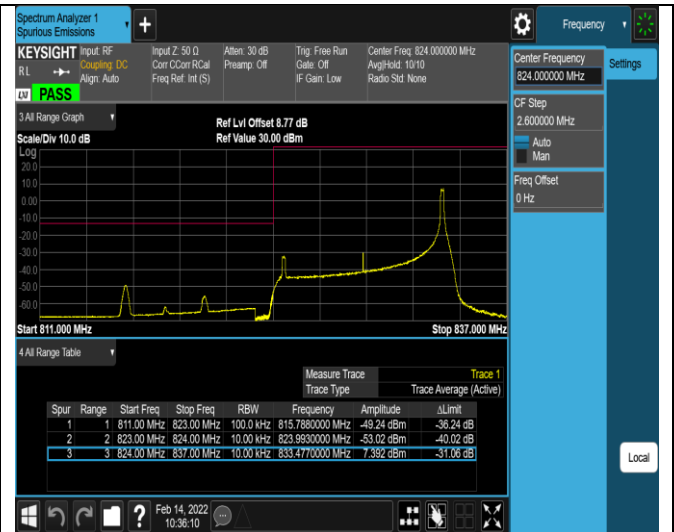 Spectrum Analyzer 1
Spurious Emissions
+
Frequency
KEYSIGHT
RL
LXI PASS
Input: RF
Coupling: DC
Align: Auto
Input Z: 50 Ω
Corr CCorr RCal
Freq Ref: Int (S)
Atten: 30 dB
Preamp: Off
Trig: Free Run
Gate: Off
IF Gain: Low
Center Freq: 824.000000 MHz
Avg|Hold: 10/10
Radio Std: None
Center Frequency
824.000000 MHz
Settings
CF Step
2.600000 MHz
Auto
Man
Freq Offset
0 Hz
3 All Range Graph
Scale/Div 10.0 dB
Ref Lvl Offset 8.77 dB
Ref Value 30.00 dBm
Log
20.0
10.0
0.00
-10.0
-20.0
-30.0
-40.0
-50.0
-60.0
Start 811.000 MHz Stop 837.000 MHz
4 All Range Table
Measure Trace Trace 1
Trace Type Trace Average (Active)
Spur Range Start Freq Stop Freq RBW Frequency Amplitude ΔLimit
1 1 811.00 MHz 823.00 MHz 100.0 kHz 815.7880000 MHz -49.24 dBm -36.24 dB
2 2 823.00 MHz 824.00 MHz 10.00 kHz 823.9930000 MHz -53.02 dBm -40.02 dB
3 3 824.00 MHz 837.00 MHz 10.00 kHz 833.4770000 MHz 7.392 dBm -31.06 dB
Local
?
Feb 14, 2022
10:36:10